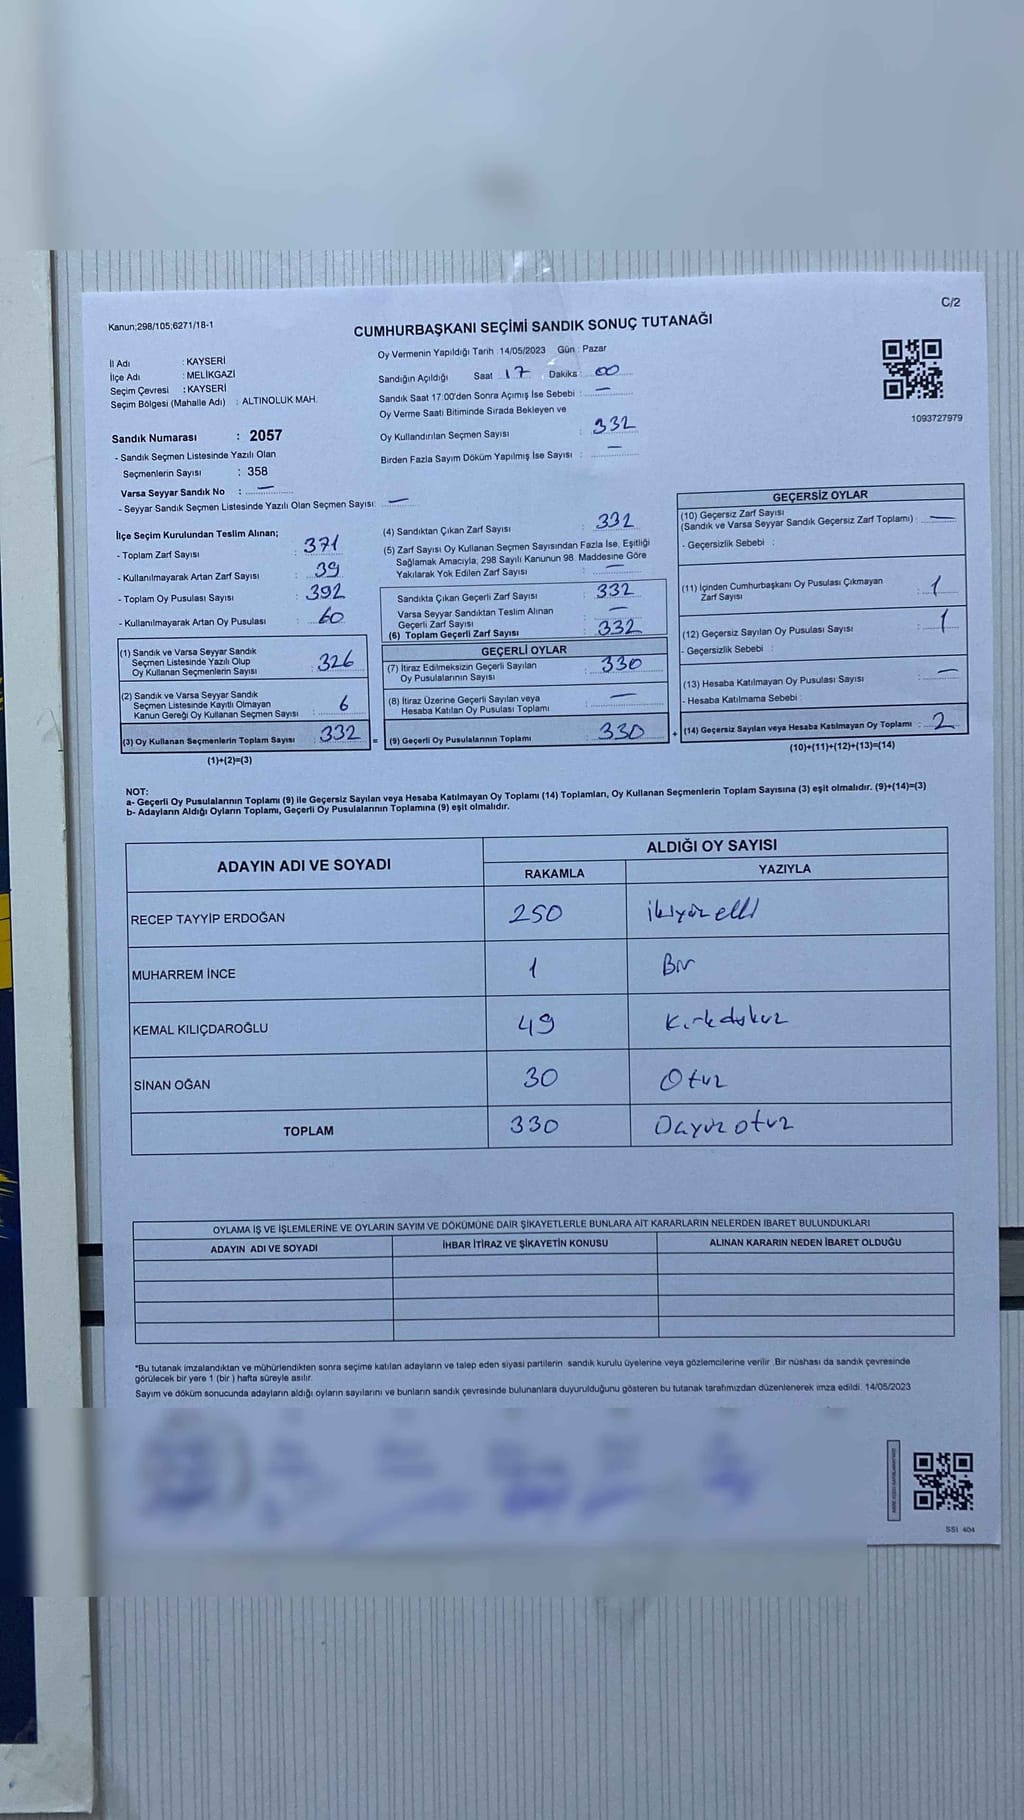 C/2
Kanun;298/105;6271/18-1
CUMHURBAŞKANI SEÇİMİ SANDIK SONUÇ TUTANAĞI
İl Adı : KAYSERİ
İlçe Adı : MELİKGAZİ
Seçim Çevresi : KAYSERİ
Seçim Bölgesi (Mahalle Adı) : ALTINOLUK MAH.
Oy Vermenin Yapıldığı Tarih 14/05/2023 Gün : Pazar
Sandığın Açıldığı Saat 17 Dakika : 00
Sandık Saat 17:00'den Sonra Açımış İse Sebebi : —
Oy Verme Saati Bitiminde Sırada Bekleyen ve
Oy Kullandırılan Seçmen Sayısı : 332
Birden Fazla Sayım Döküm Yapılmış İse Sayısı : —
1093727979
Sandık Numarası : 2057
- Sandık Seçmen Listesinde Yazılı Olan
Seçmenlerin Sayısı : 358
Varsa Seyyar Sandık No : —
- Seyyar Sandık Seçmen Listesinde Yazılı Olan Seçmen Sayısı: —
İlçe Seçim Kurulundan Teslim Alınan;
- Toplam Zarf Sayısı : 371
- Kullanılmayarak Artan Zarf Sayısı : 39
- Toplam Oy Pusulası Sayısı : 392
- Kullanılmayarak Artan Oy Pusulası : 60
(1) Sandık ve Varsa Seyyar Sandık
Seçmen Listesinde Yazılı Olup
Oy Kullanan Seçmenlerin Sayısı : 326
(2) Sandık ve Varsa Seyyar Sandık
Seçmen Listesinde Kayıtlı Olmayan
Kanun Gereği Oy Kullanan Seçmen Sayısı : 6
(3) Oy Kullanan Seçmenlerin Toplam Sayısı : 332 =
(1)+(2)=(3)
(4) Sandıktan Çıkan Zarf Sayısı : 332
(5) Zarf Sayısı Oy Kullanan Seçmen Sayısından Fazla İse, Eşitliği
Sağlamak Amacıyla, 298 Sayılı Kanunun 98. Maddesine Göre
Yakılarak Yok Edilen Zarf Sayısı : —
Sandıkta Çıkan Geçerli Zarf Sayısı : 332
Varsa Seyyar Sandıktan Teslim Alınan
Geçerli Zarf Sayısı : —
(6) Toplam Geçerli Zarf Sayısı : 332
GEÇERLİ OYLAR
(7) İtiraz Edilmeksizin Geçerli Sayılan
Oy Pusulalarının Sayısı : 330
(8) İtiraz Üzerine Geçerli Sayılan veya
Hesaba Katılan Oy Pusulası Toplamı : —
(9) Geçerli Oy Pusulalarının Toplamı : 330 +
GEÇERSİZ OYLAR
(10) Geçersiz Zarf Sayısı
(Sandık ve Varsa Seyyar Sandık Geçersiz Zarf Toplamı) : —
- Geçersizlik Sebebi :
(11) İçinden Cumhurbaşkanı Oy Pusulası Çıkmayan
Zarf Sayısı : 1
(12) Geçersiz Sayılan Oy Pusulası Sayısı : 1
- Geçersizlik Sebebi :
(13) Hesaba Katılmayan Oy Pusulası Sayısı : —
- Hesaba Katılmama Sebebi :
(14) Geçersiz Sayılan veya Hesaba Katılmayan Oy Toplamı : 2
(10)+(11)+(12)+(13)=(14)
NOT:
a- Geçerli Oy Pusulalarının Toplamı (9) ile Geçersiz Sayılan veya Hesaba Katılmayan Oy Toplamı (14) Toplamları, Oy Kullanan Seçmenlerin Toplam Sayısına (3) eşit olmalıdır. (9)+(14)=(3)
b- Adayların Aldığı Oyların Toplamı, Geçerli Oy Pusulalarının Toplamına (9) eşit olmalıdır.
ADAYIN ADI VE SOYADI
ALDIĞI OY SAYISI
RAKAMLA YAZIYLA
RECEP TAYYİP ERDOĞAN 250 ikiyüz elli
MUHARREM İNCE 1 Bir
KEMAL KILIÇDAROĞLU 49 Kırkdokuz
SİNAN OĞAN 30 Otuz
TOPLAM 330 Üçyüz otuz
OYLAMA İŞ VE İŞLEMLERİNE VE OYLARIN SAYIM VE DÖKÜMÜNE DAİR ŞİKAYETLERLE BUNLARA AİT KARARLARIN NELERDEN İBARET BULUNDUKLARI
ADAYIN ADI VE SOYADI İHBAR İTİRAZ VE ŞİKAYETİN KONUSU ALINAN KARARIN NEDEN İBARET OLDUĞU
*Bu tutanak imzalandıktan ve mühürlendikten sonra seçime katılan adayların ve talep eden siyasi partilerin sandık kurulu üyelerine veya gözlemcilerine verilir. Bir nüshası da sandık çevresinde
görülecek bir yere 1 (bir ) hafta süreyle asılır.
Sayım ve döküm sonucunda adayların aldığı oyların sayılarını ve bunların sandık çevresinde bulunanlara duyurulduğunu gösteren bu tutanak tarafımızdan düzenlenerek imza edildi. 14/05/2023
SSI 404